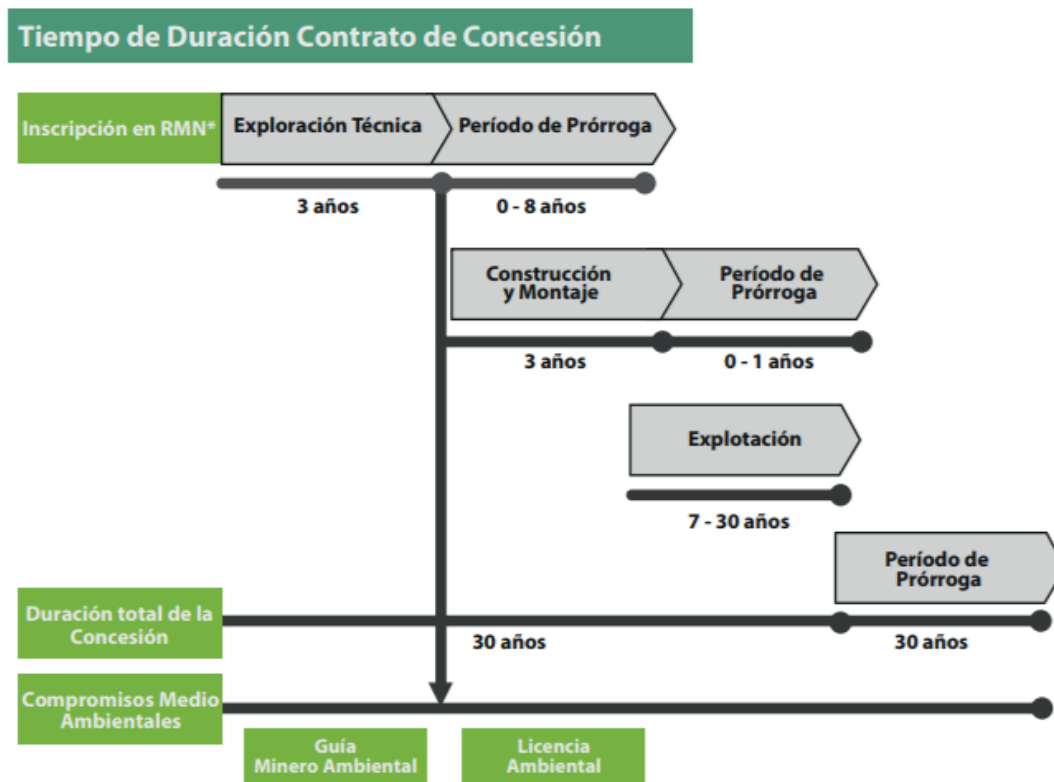 Tiempo de Duración Contrato de Concesión
Inscripción en RMN*
Exploración Técnica
Período de Prórroga
3 años
0 - 8 años
Construcción
y Montaje
Período de
Prórroga
3 años
0 - 1 años
Explotación
7 - 30 años
Período de
Prórroga
Duración total de la
Concesión
30 años
30 años
Compromisos Medio
Ambientales
Guía
Minero Ambiental
Licencia
Ambiental